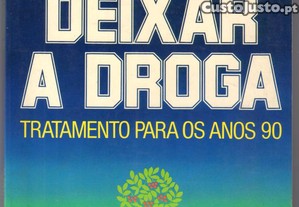 CustoJusto.pt
DEIXAR
A DROGA
TRATAMENTO PARA OS ANOS 90